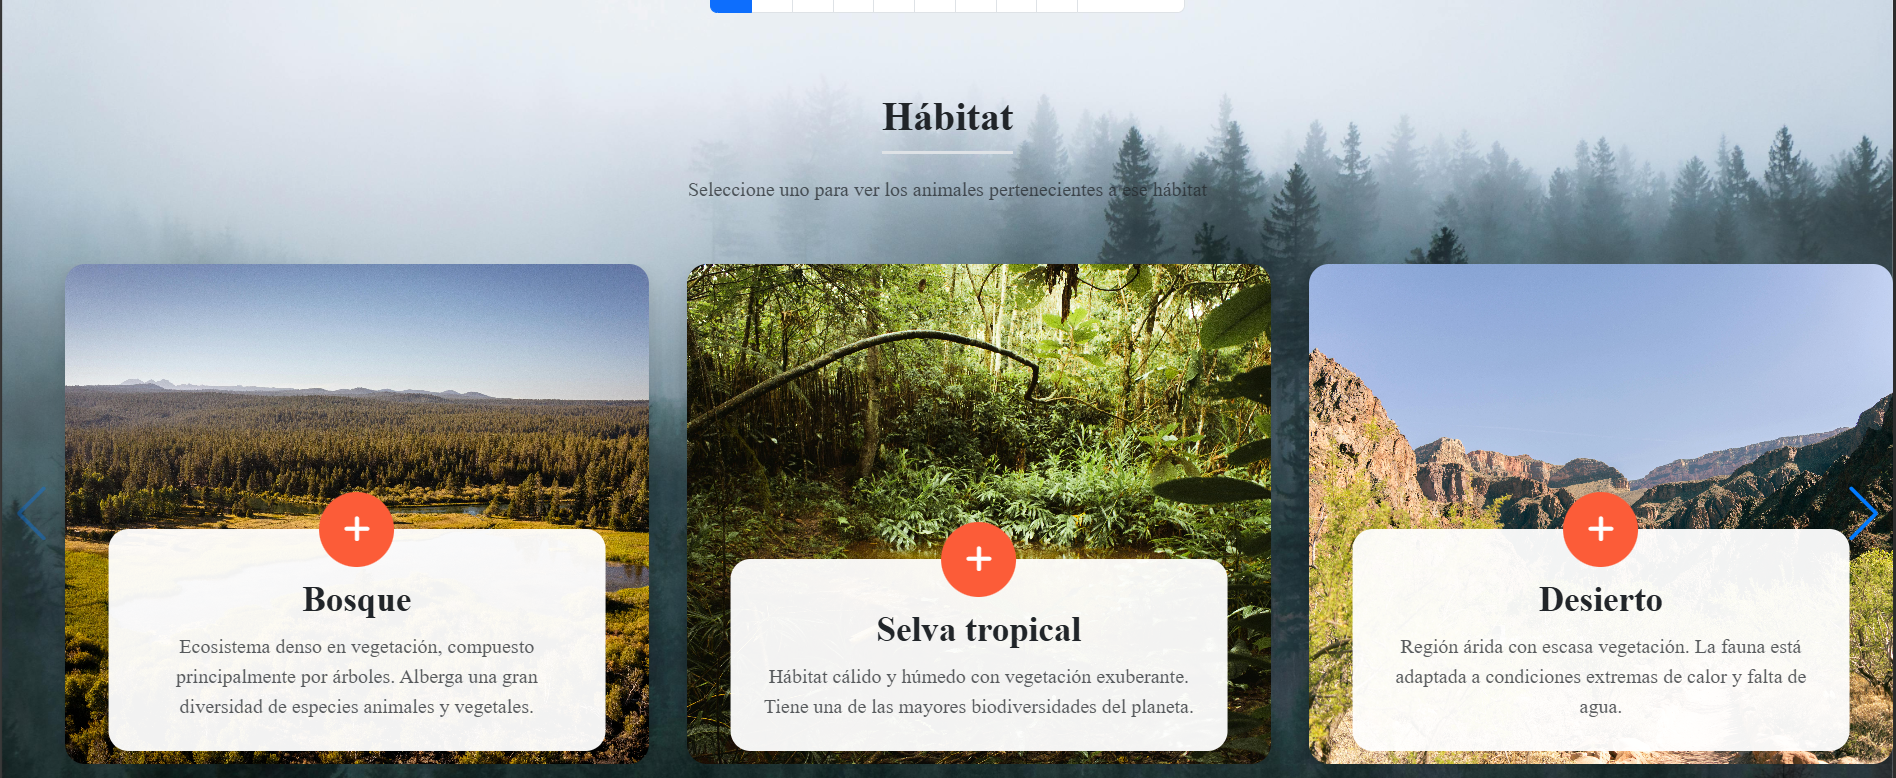 Hábitat
Seleccione uno para ver los animales pertenecientes a ese hábitat
Bosque
Ecosistema denso en vegetación, compuesto
principalmente por árboles. Alberga una gran
diversidad de especies animales y vegetales.
Selva tropical
Hábitat cálido y húmedo con vegetación exuberante.
Tiene una de las mayores biodiversidades del planeta.
Desierto
Región árida con escasa vegetación. La fauna está
adaptada a condiciones extremas de calor y falta de
agua.